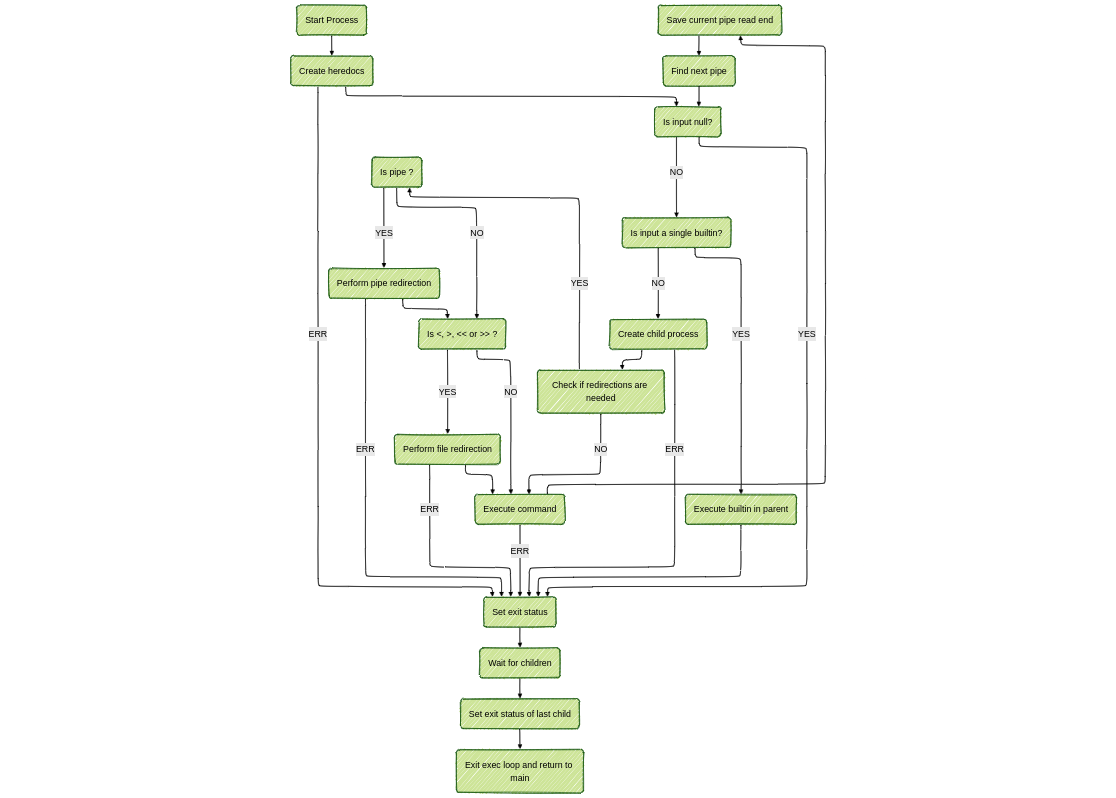 Start Process
Save current pipe read end
Create heredocs
Find next pipe
Is input null?
Is pipe ?
NO
YES
NO
Is input a single builtin?
Perform pipe redirection
YES
NO
ERR
Is <, >, << or >> ?
Create child process
YES
YES
YES
NO
Check if redirections are
needed
ERR
Perform file redirection
NO
ERR
ERR
Execute command
Execute builtin in parent
ERR
Set exit status
Wait for children
Set exit status of last child
Exit exec loop and return to
main